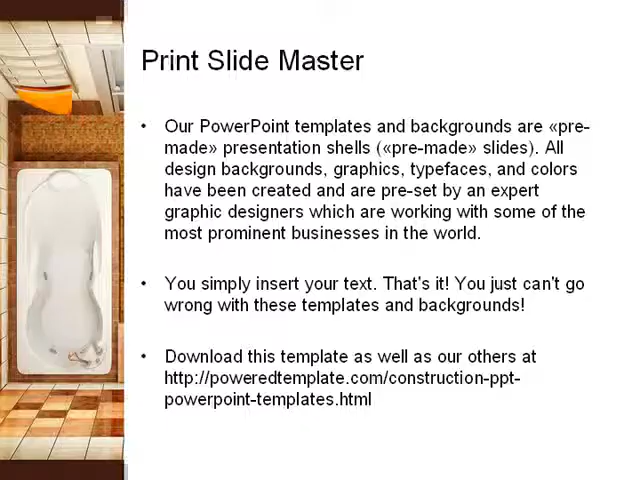 Print Slide Master
• Our PowerPoint templates and backgrounds are «pre-
made» presentation shells («pre-made» slides). All
design backgrounds, graphics, typefaces, and colors
have been created and are pre-set by an expert
graphic designers which are working with some of the
most prominent businesses in the world.
• You simply insert your text. That's it! You just can't go
wrong with these templates and backgrounds!
• Download this template as well as our others at
http://poweredtemplate.com/construction-ppt-
powerpoint-templates.html